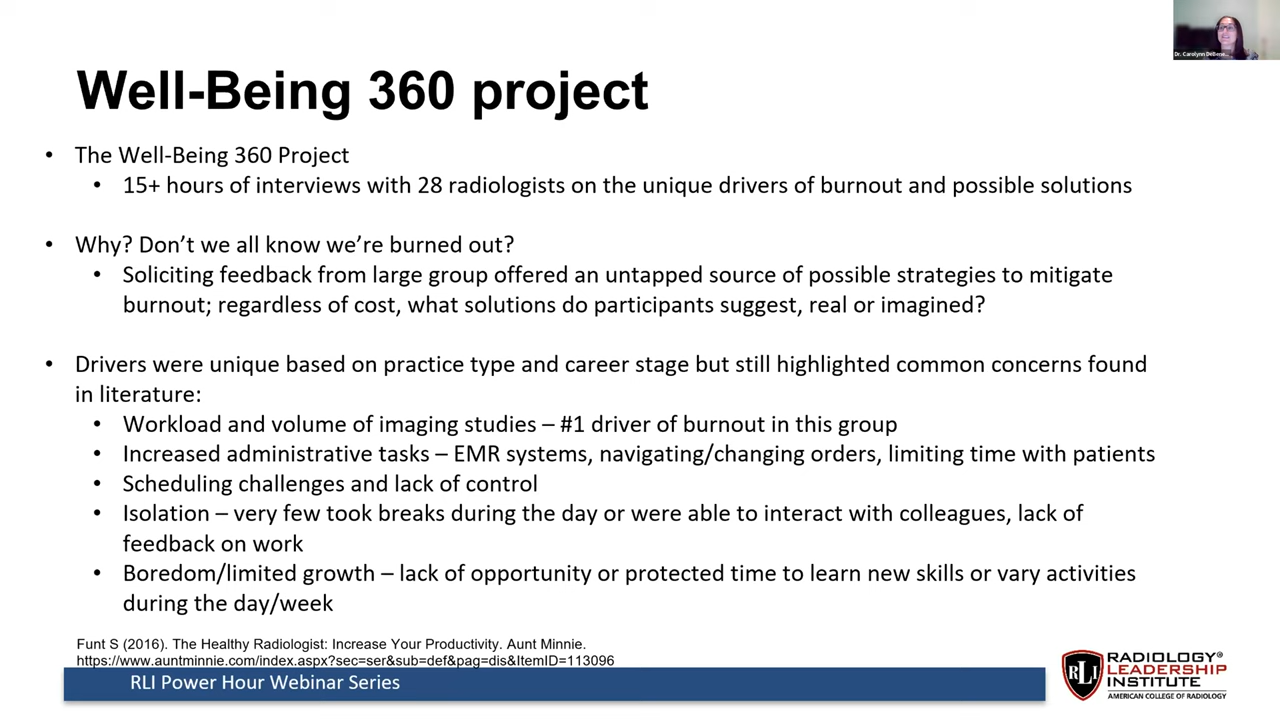 Dr. Carolynn DeBene...
Well-Being 360 project
• The Well-Being 360 Project
• 15+ hours of interviews with 28 radiologists on the unique drivers of burnout and possible solutions
• Why? Don’t we all know we’re burned out?
• Soliciting feedback from large group offered an untapped source of possible strategies to mitigate
burnout; regardless of cost, what solutions do participants suggest, real or imagined?
• Drivers were unique based on practice type and career stage but still highlighted common concerns found
in literature:
• Workload and volume of imaging studies – #1 driver of burnout in this group
• Increased administrative tasks – EMR systems, navigating/changing orders, limiting time with patients
• Scheduling challenges and lack of control
• Isolation – very few took breaks during the day or were able to interact with colleagues, lack of
feedback on work
• Boredom/limited growth – lack of opportunity or protected time to learn new skills or vary activities
during the day/week
Funt S (2016). The Healthy Radiologist: Increase Your Productivity. Aunt Minnie.
https://www.auntminnie.com/index.aspx?sec=ser&sub=def&pag=dis&ItemID=113096
RLI Power Hour Webinar Series
RLI
RADIOLOGY®
LEADERSHIP
INSTITUTE
AMERICAN COLLEGE OF RADIOLOGY